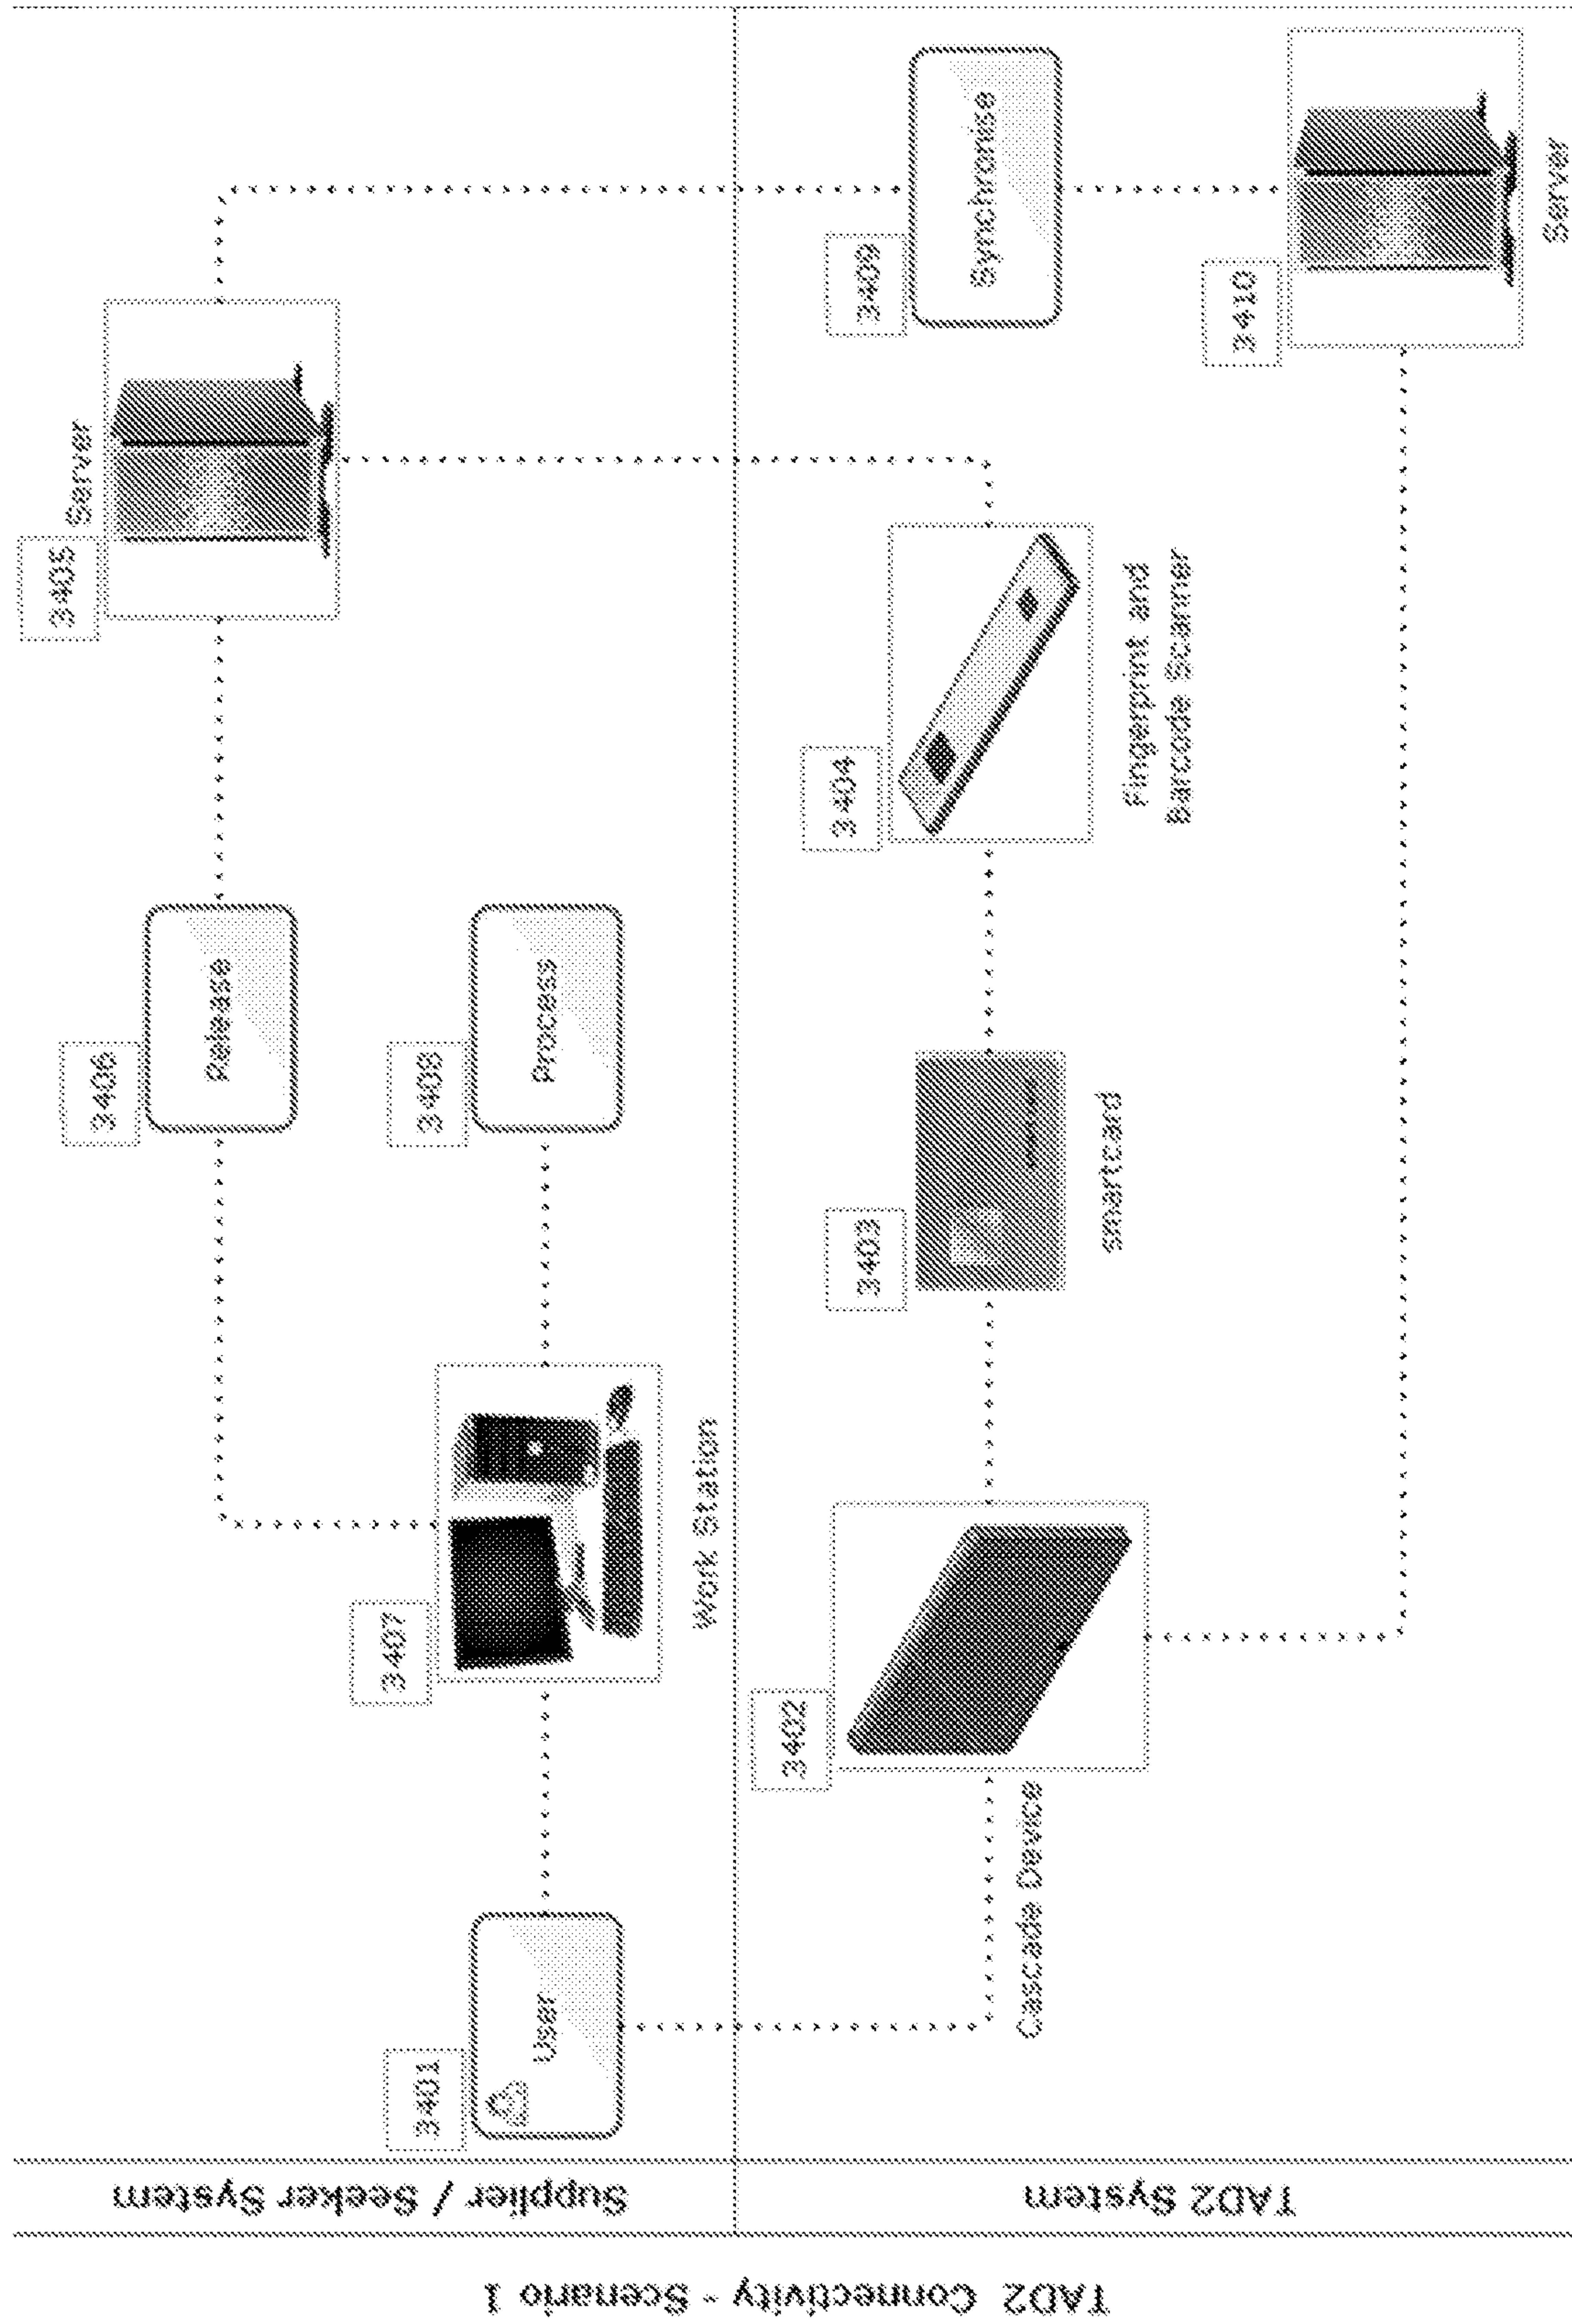 TAD2 Connectivity - Scenario 1
Supplier / Seeker System
3401
User
3407
Work Station
3406
Release
3408
Process
3405
Server
TAD2 System
Cascade Device
3402
3403
smartcard
3404
Fingerprint and
Barcode Scanner
3409
Synchronise
3410
Server